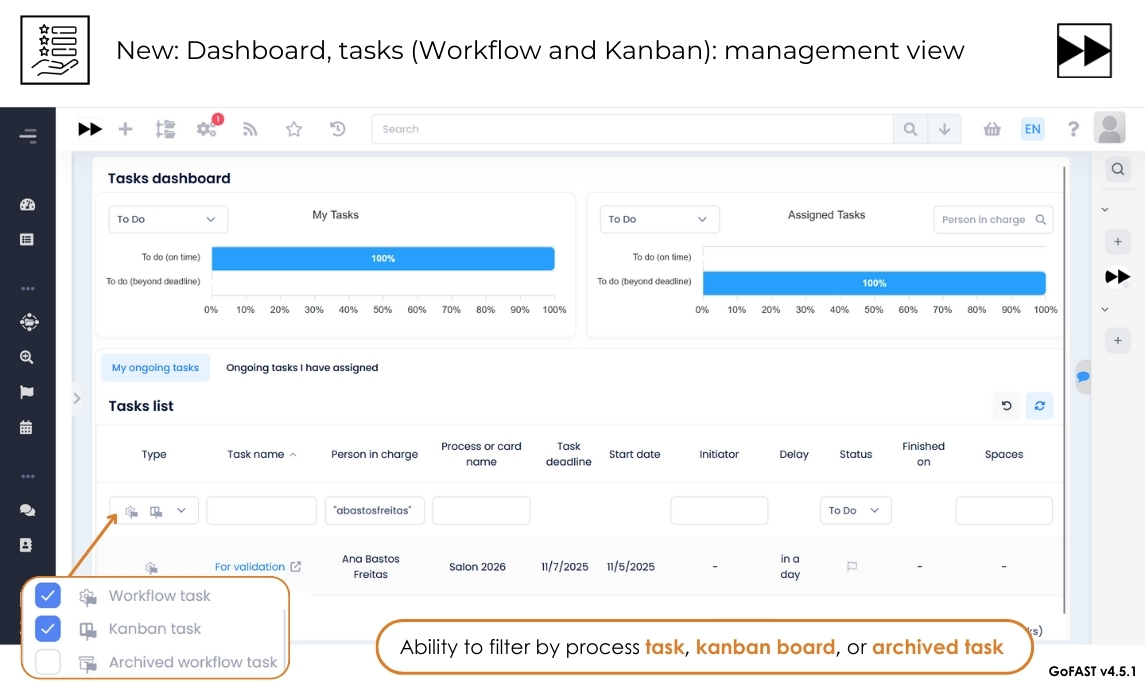 New: Dashboard, tasks (Workflow and Kanban): management view
1
Search
EN
?
Tasks dashboard
To Do
My Tasks
To do (on time)
100%
To do (beyond deadline)
0% 10% 20% 30% 40% 50% 60% 70% 80% 90% 100%
To Do
Assigned Tasks
Person in charge
To do (on time)
To do (beyond deadline)
100%
0% 10% 20% 30% 40% 50% 60% 70% 80% 90% 100%
My ongoing tasks
Ongoing tasks I have assigned
Tasks list
Type
Task name
Person in charge
Process or card
name
Task
deadline
Start date
Initiator
Delay
Status
Finished
on
Spaces
"abastosfreitas"
To Do
For validation
Ana Bastos
Freitas
Salon 2026
11/7/2025
11/5/2025
-
in a
day
-
-
Workflow task
Kanban task
Archived workflow task
Ability to filter by process task, kanban board, or archived task
GoFAST v4.5.1